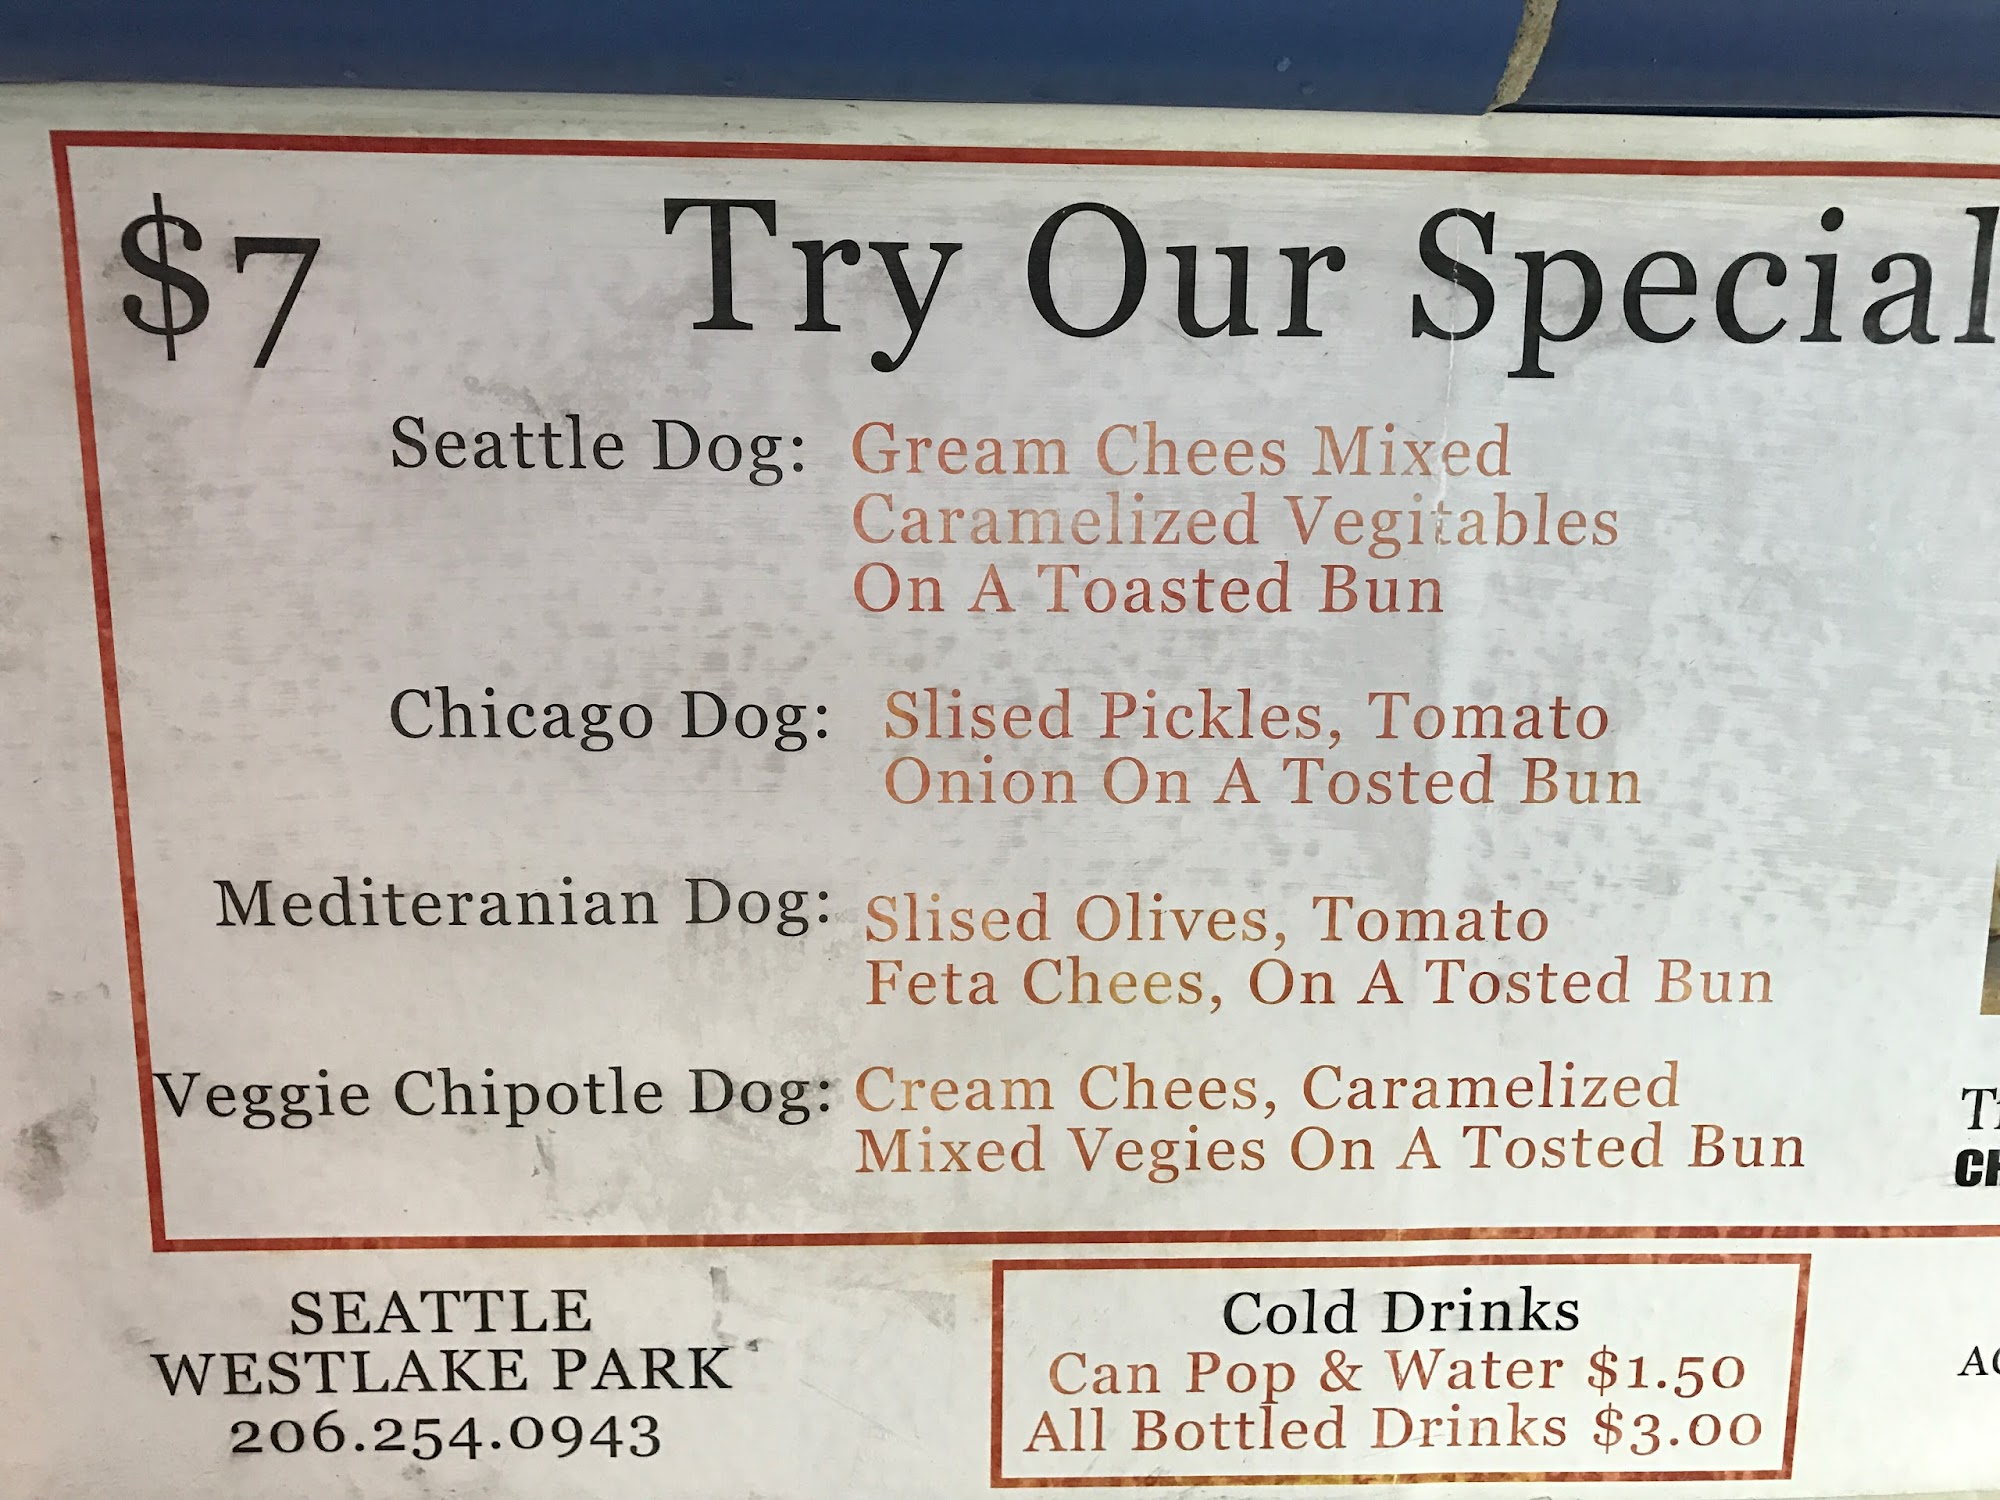 $7 Try Our Special
Seattle Dog: Gream Chees Mixed
Caramelized Vegitables
On A Toasted Bun
Chicago Dog: Slised Pickles, Tomato
Onion On A Tosted Bun
Mediteranian Dog: Slised Olives, Tomato
Feta Chees, On A Tosted Bun
Veggie Chipotle Dog: Cream Chees, Caramelized
Mixed Vegies On A Tosted Bun
SEATTLE
WESTLAKE PARK
206.254.0943
Cold Drinks
Can Pop & Water $1.50
All Bottled Drinks $3.00